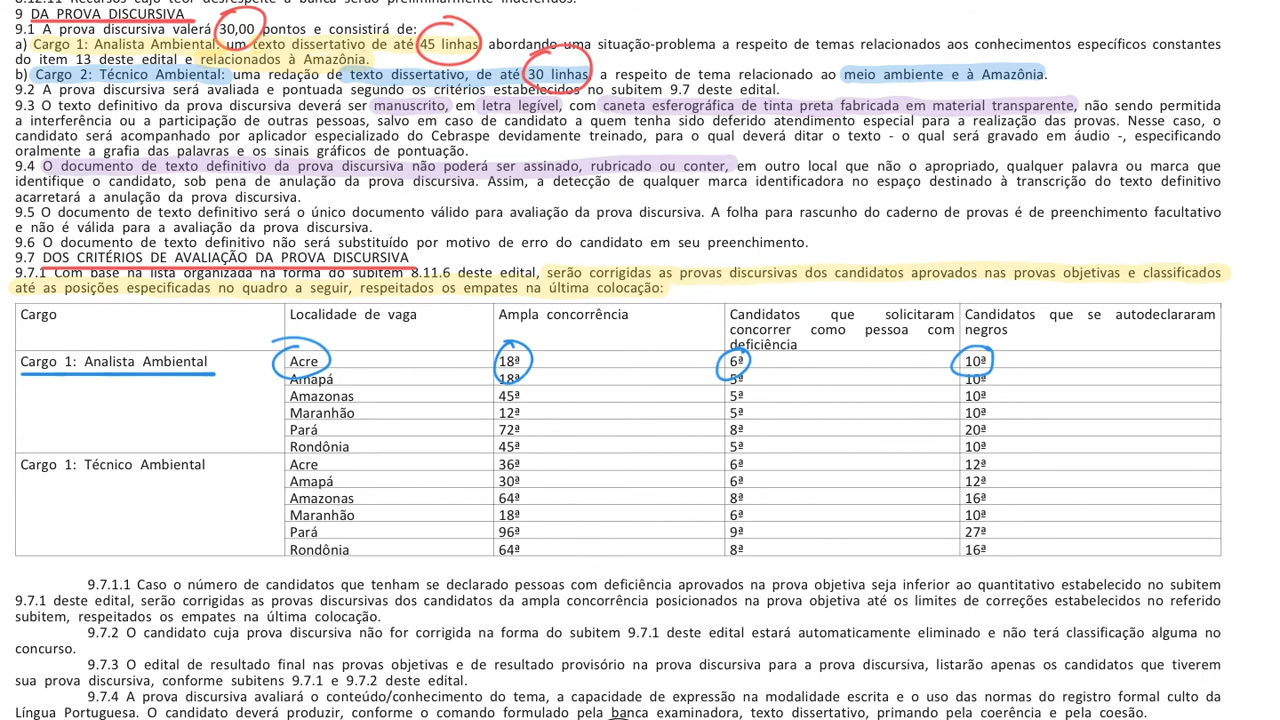 8.12.11 Recursos cujo teor desrespeite a banca serão preliminarmente indeferidos.
9 DA PROVA DISCURSIVA
9.1 A prova discursiva valerá 30,00 pontos e consistirá de:
a) Cargo 1: Analista Ambiental: um texto dissertativo de até 45 linhas, abordando uma situação-problema a respeito de temas relacionados aos conhecimentos específicos constantes
do item 13 deste edital e relacionados à Amazônia.
b) Cargo 2: Técnico Ambiental: uma redação de texto dissertativo, de até 30 linhas, a respeito de tema relacionado ao meio ambiente e à Amazônia.
9.2 A prova discursiva será avaliada e pontuada segundo os critérios estabelecidos no subitem 9.7 deste edital.
9.3 O texto definitivo da prova discursiva deverá ser manuscrito, em letra legível, com caneta esferográfica de tinta preta fabricada em material transparente, não sendo permitida
a interferência ou a participação de outras pessoas, salvo em caso de candidato a quem tenha sido deferido atendimento especial para a realização das provas. Nesse caso, o
candidato será acompanhado por aplicador especializado do Cebraspe devidamente treinado, para o qual deverá ditar o texto - o qual será gravado em áudio -, especificando
oralmente a grafia das palavras e os sinais gráficos de pontuação.
9.4 O documento de texto definitivo da prova discursiva não poderá ser assinado, rubricado ou conter, em outro local que não o apropriado, qualquer palavra ou marca que
identifique o candidato, sob pena de anulação da prova discursiva. Assim, a detecção de qualquer marca identificadora no espaço destinado à transcrição do texto definitivo
acarretará a anulação da prova discursiva.
9.5 O documento de texto definitivo será o único documento válido para avaliação da prova discursiva. A folha para rascunho do caderno de provas é de preenchimento facultativo
e não é válida para a avaliação da prova discursiva.
9.6 O documento de texto definitivo não será substituído por motivo de erro do candidato em seu preenchimento.
9.7 DOS CRITÉRIOS DE AVALIAÇÃO DA PROVA DISCURSIVA
9.7.1 Com base na lista organizada na forma do subitem 8.11.6 deste edital, serão corrigidas as provas discursivas dos candidatos aprovados nas provas objetivas e classificados
até as posições especificadas no quadro a seguir, respeitados os empates na última colocação:
Cargo Localidade de vaga Ampla concorrência Candidatos que solicitaram concorrer como pessoa com deficiência Candidatos que se autodeclararam negros
Cargo 1: Analista Ambiental Acre 18ª 6ª 10ª
Amapá 18ª 5ª 10ª
Amazonas 45ª 5ª 10ª
Maranhão 12ª 5ª 10ª
Pará 72ª 8ª 20ª
Rondônia 45ª 5ª 10ª
Cargo 1: Técnico Ambiental Acre 36ª 6ª 12ª
Amapá 30ª 6ª 12ª
Amazonas 64ª 8ª 16ª
Maranhão 18ª 6ª 10ª
Pará 96ª 9ª 27ª
Rondônia 64ª 8ª 16ª
9.7.1.1 Caso o número de candidatos que tenham se declarado pessoas com deficiência aprovados na prova objetiva seja inferior ao quantitativo estabelecido no subitem
9.7.1 deste edital, serão corrigidas as provas discursivas dos candidatos da ampla concorrência posicionados na prova objetiva até os limites de correções estabelecidos no referido
subitem, respeitados os empates na última colocação.
9.7.2 O candidato cuja prova discursiva não for corrigida na forma do subitem 9.7.1 deste edital estará automaticamente eliminado e não terá classificação alguma no
concurso.
9.7.3 O edital de resultado final nas provas objetivas e de resultado provisório na prova discursiva para a prova discursiva, listarão apenas os candidatos que tiverem
sua prova discursiva, conforme subitens 9.7.1 e 9.7.2 deste edital.
9.7.4 A prova discursiva avaliará o conteúdo/conhecimento do tema, a capacidade de expressão na modalidade escrita e o uso das normas do registro formal culto da
Língua Portuguesa. O candidato deverá produzir, conforme o comando formulado pela banca examinadora, texto dissertativo, primando pela coerência e pela coesão.